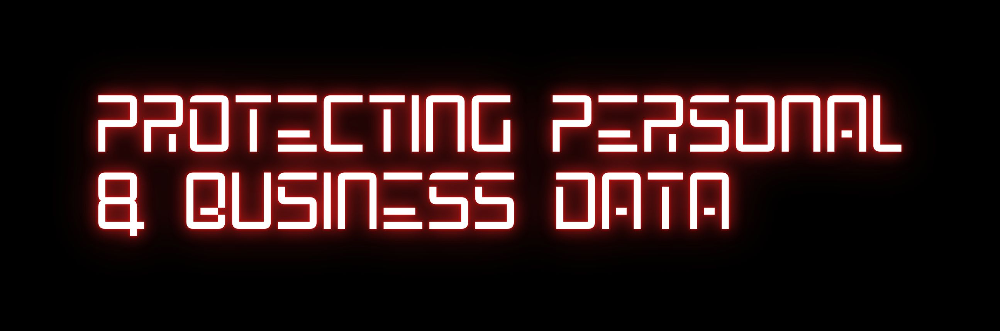 PROTECTING PERSONAL
& BUSINESS DATA